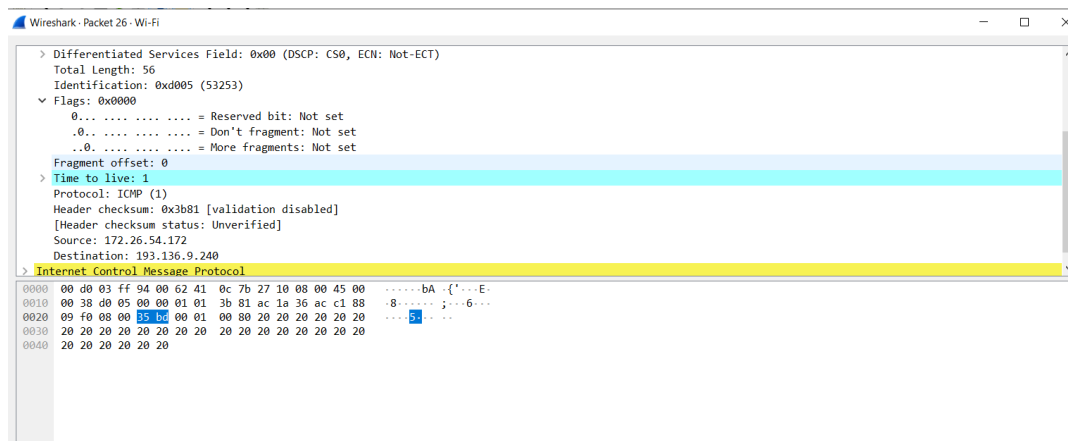 Wireshark · Packet 26 · Wi-Fi
Differentiated Services Field: 0x00 (DSCP: CS0, ECN: Not-ECT)
Total Length: 56
Identification: 0xd005 (53253)
Flags: 0x0000
0... .... .... .... = Reserved bit: Not set
.0.. .... .... .... = Don't fragment: Not set
..0. .... .... .... = More fragments: Not set
Fragment offset: 0
Time to live: 1
Protocol: ICMP (1)
Header checksum: 0x3b81 [validation disabled]
[Header checksum status: Unverified]
Source: 172.26.54.172
Destination: 193.136.9.240
Internet Control Message Protocol
0000 00 d0 03 ff 94 00 62 41 0c 7b 27 10 08 00 45 00 ······bA ·{'···E·
0010 00 38 d0 05 00 00 01 01 3b 81 ac 1a 36 ac c1 88 ·8······ ;···6···
0020 09 f0 08 00 35 bd 00 01 00 80 20 20 20 20 20 20 ····5··· ··
0030 20 20 20 20 20 20 20 20 20 20 20 20 20 20 20 20
0040 20 20 20 20 20 20